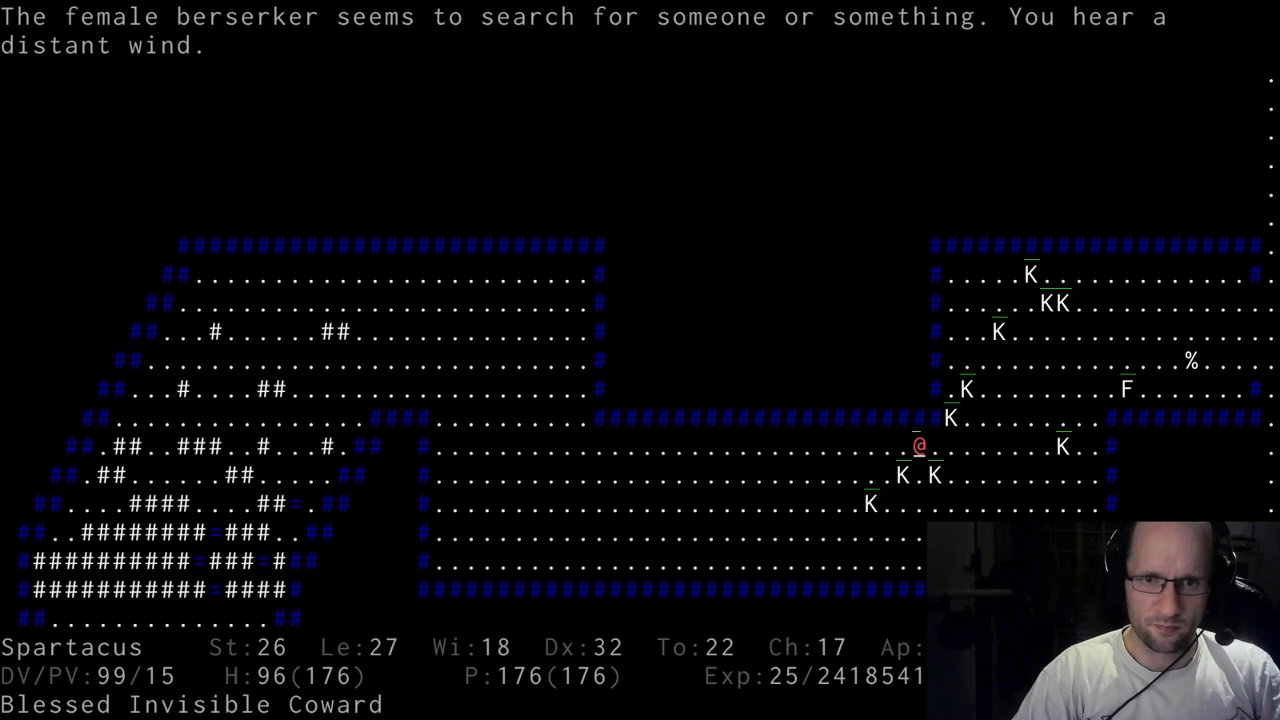 The female berserker seems to search for someone or something. You hear a
distant wind.
Spartacus St:26 Le:27 Wi:18 Dx:32 To:22 Ch:17 Ap:
DV/PV:99/15 H:96(176) P:176(176) Exp:25/2418541
Blessed Invisible Coward